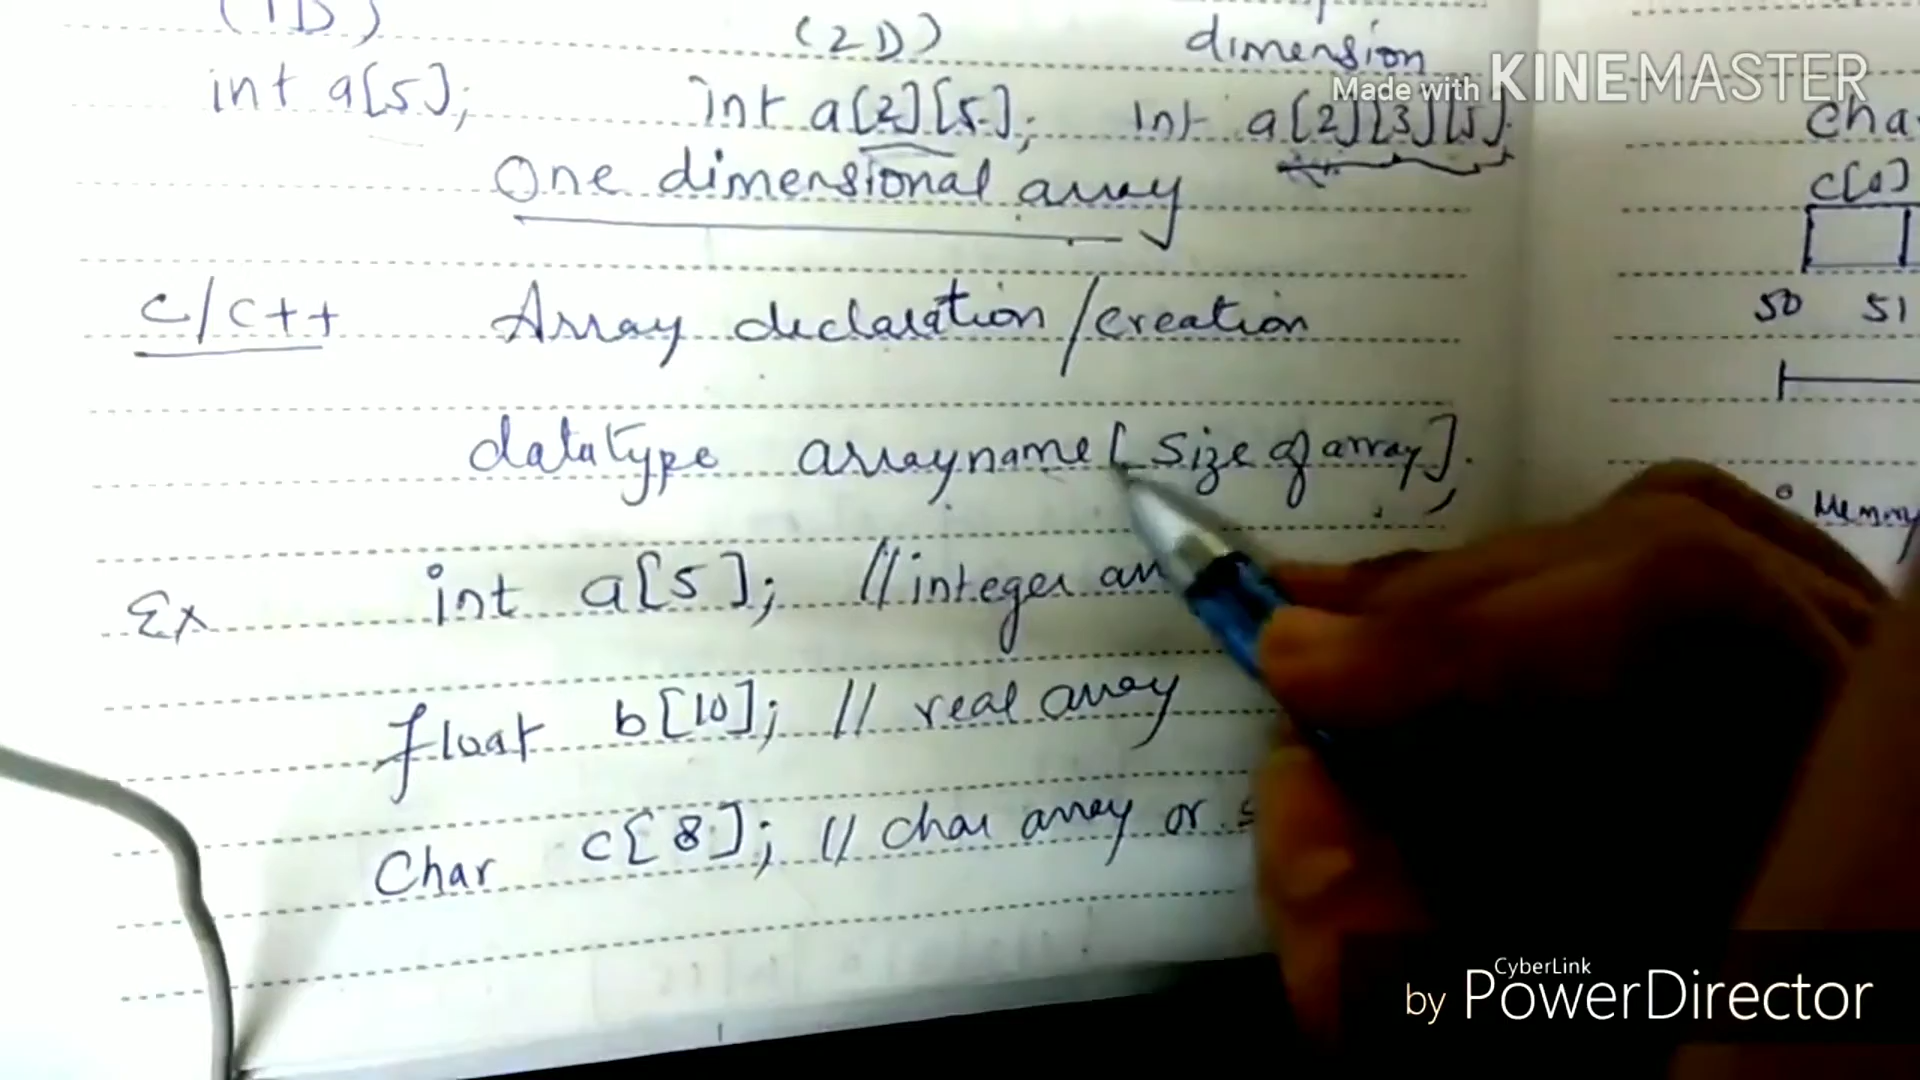 (1D) (2D) dimension
int a[5]; int a[2][5]; int a[2][3][5].
One dimensional array
C/C++ Array declaration/creation
datatype arrayname[size of array];
Ex int a[5]; //integer
float b[10]; // real array
Char c[8]; // char array or
cha
c[0]
50 51
Memory
Made with KINEMASTER
by CyberLink PowerDirector